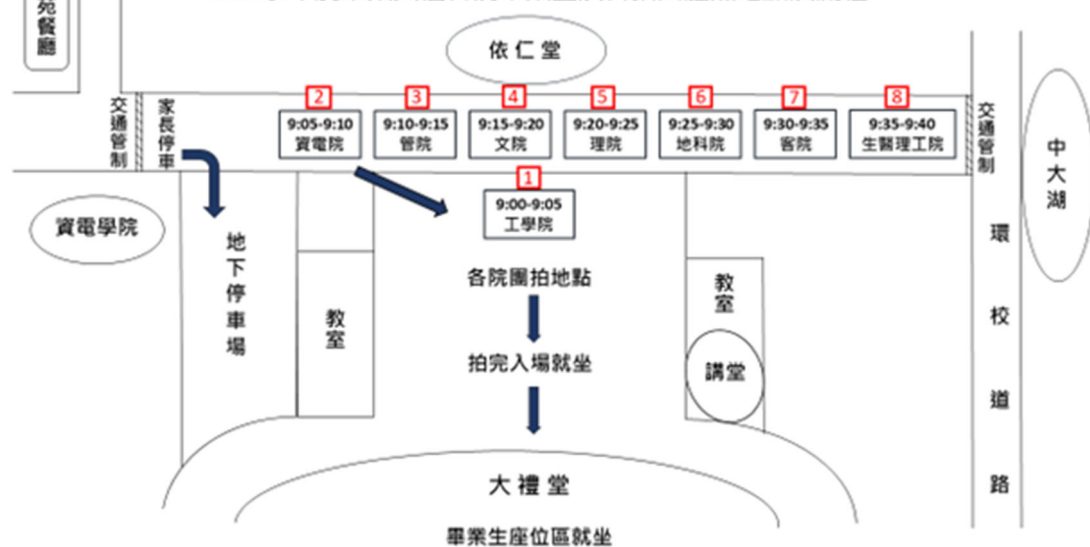 苑餐廳
依仁堂
交通管制
家長停車
2
9:05-9:10
資電院
3
9:10-9:15
管院
4
9:15-9:20
文院
5
9:20-9:25
理院
6
9:25-9:30
地科院
7
9:30-9:35
客院
8
9:35-9:40
生醫理工院
交通管制
中大湖
1
9:00-9:05
工學院
資電學院
地下停車場
各院團拍地點
教室
教室
講堂
拍完入場就坐
環校道路
大禮堂
畢業生座位區就坐